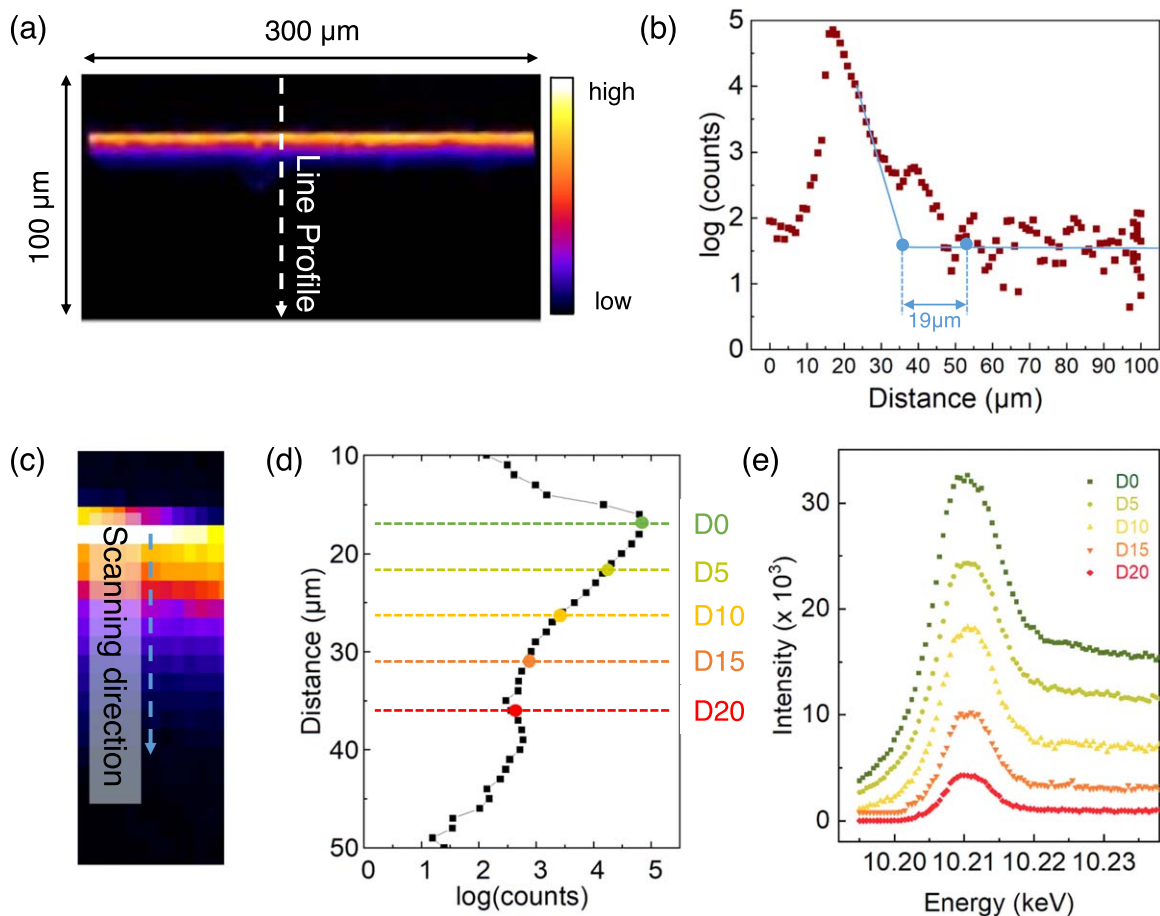 (a)
300 µm
100 µm
Line Profile
high
low
(b)
log (counts)
5
4
3
2
1
0
19µm
0 10 20 30 40 50 60 70 80 90 100
Distance (µm)
(c)
Scanning direction
(d)
Distance (µm)
10
20
30
40
50
D0
D5
D10
D15
D20
0 1 2 3 4 5
log(counts)
(e)
Intensity (x 10³)
30
20
10
0
D0
D5
D10
D15
D20
10.20 10.21 10.22 10.23
Energy (keV)